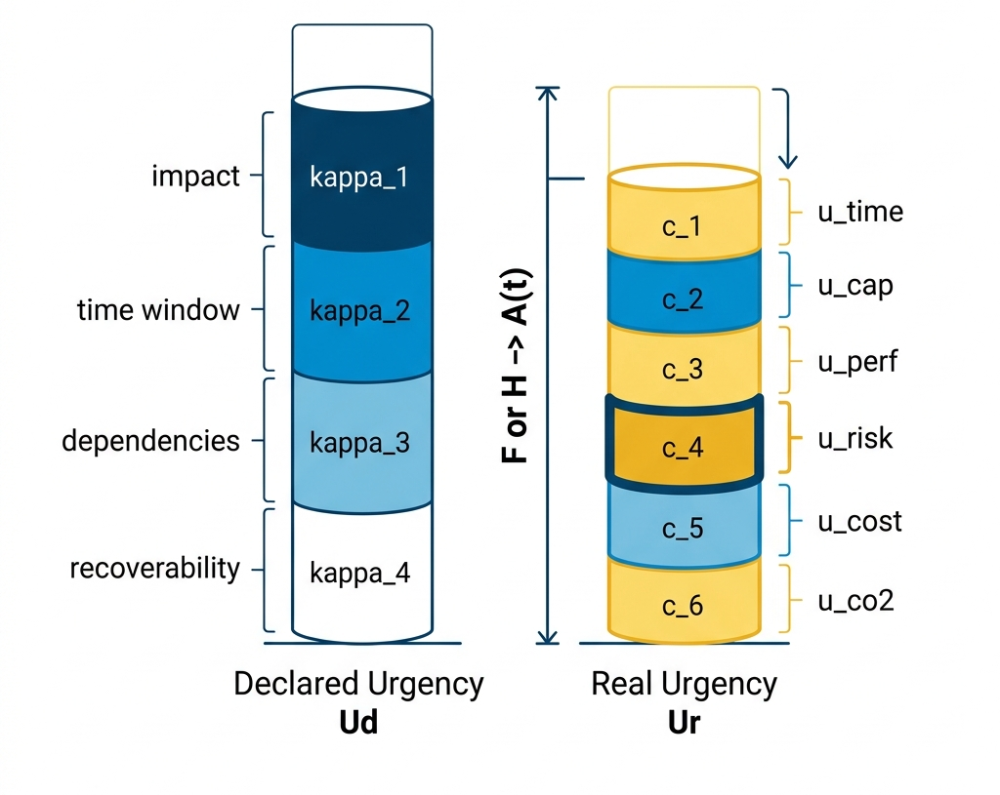 impact
kappa_1
time window
kappa_2
dependencies
kappa_3
recoverability
kappa_4
Declared Urgency
Ud
F or H –> A(t)
c_1
u_time
c_2
u_cap
c_3
u_perf
c_4
u_risk
c_5
u_cost
c_6
u_co2
Real Urgency
Ur